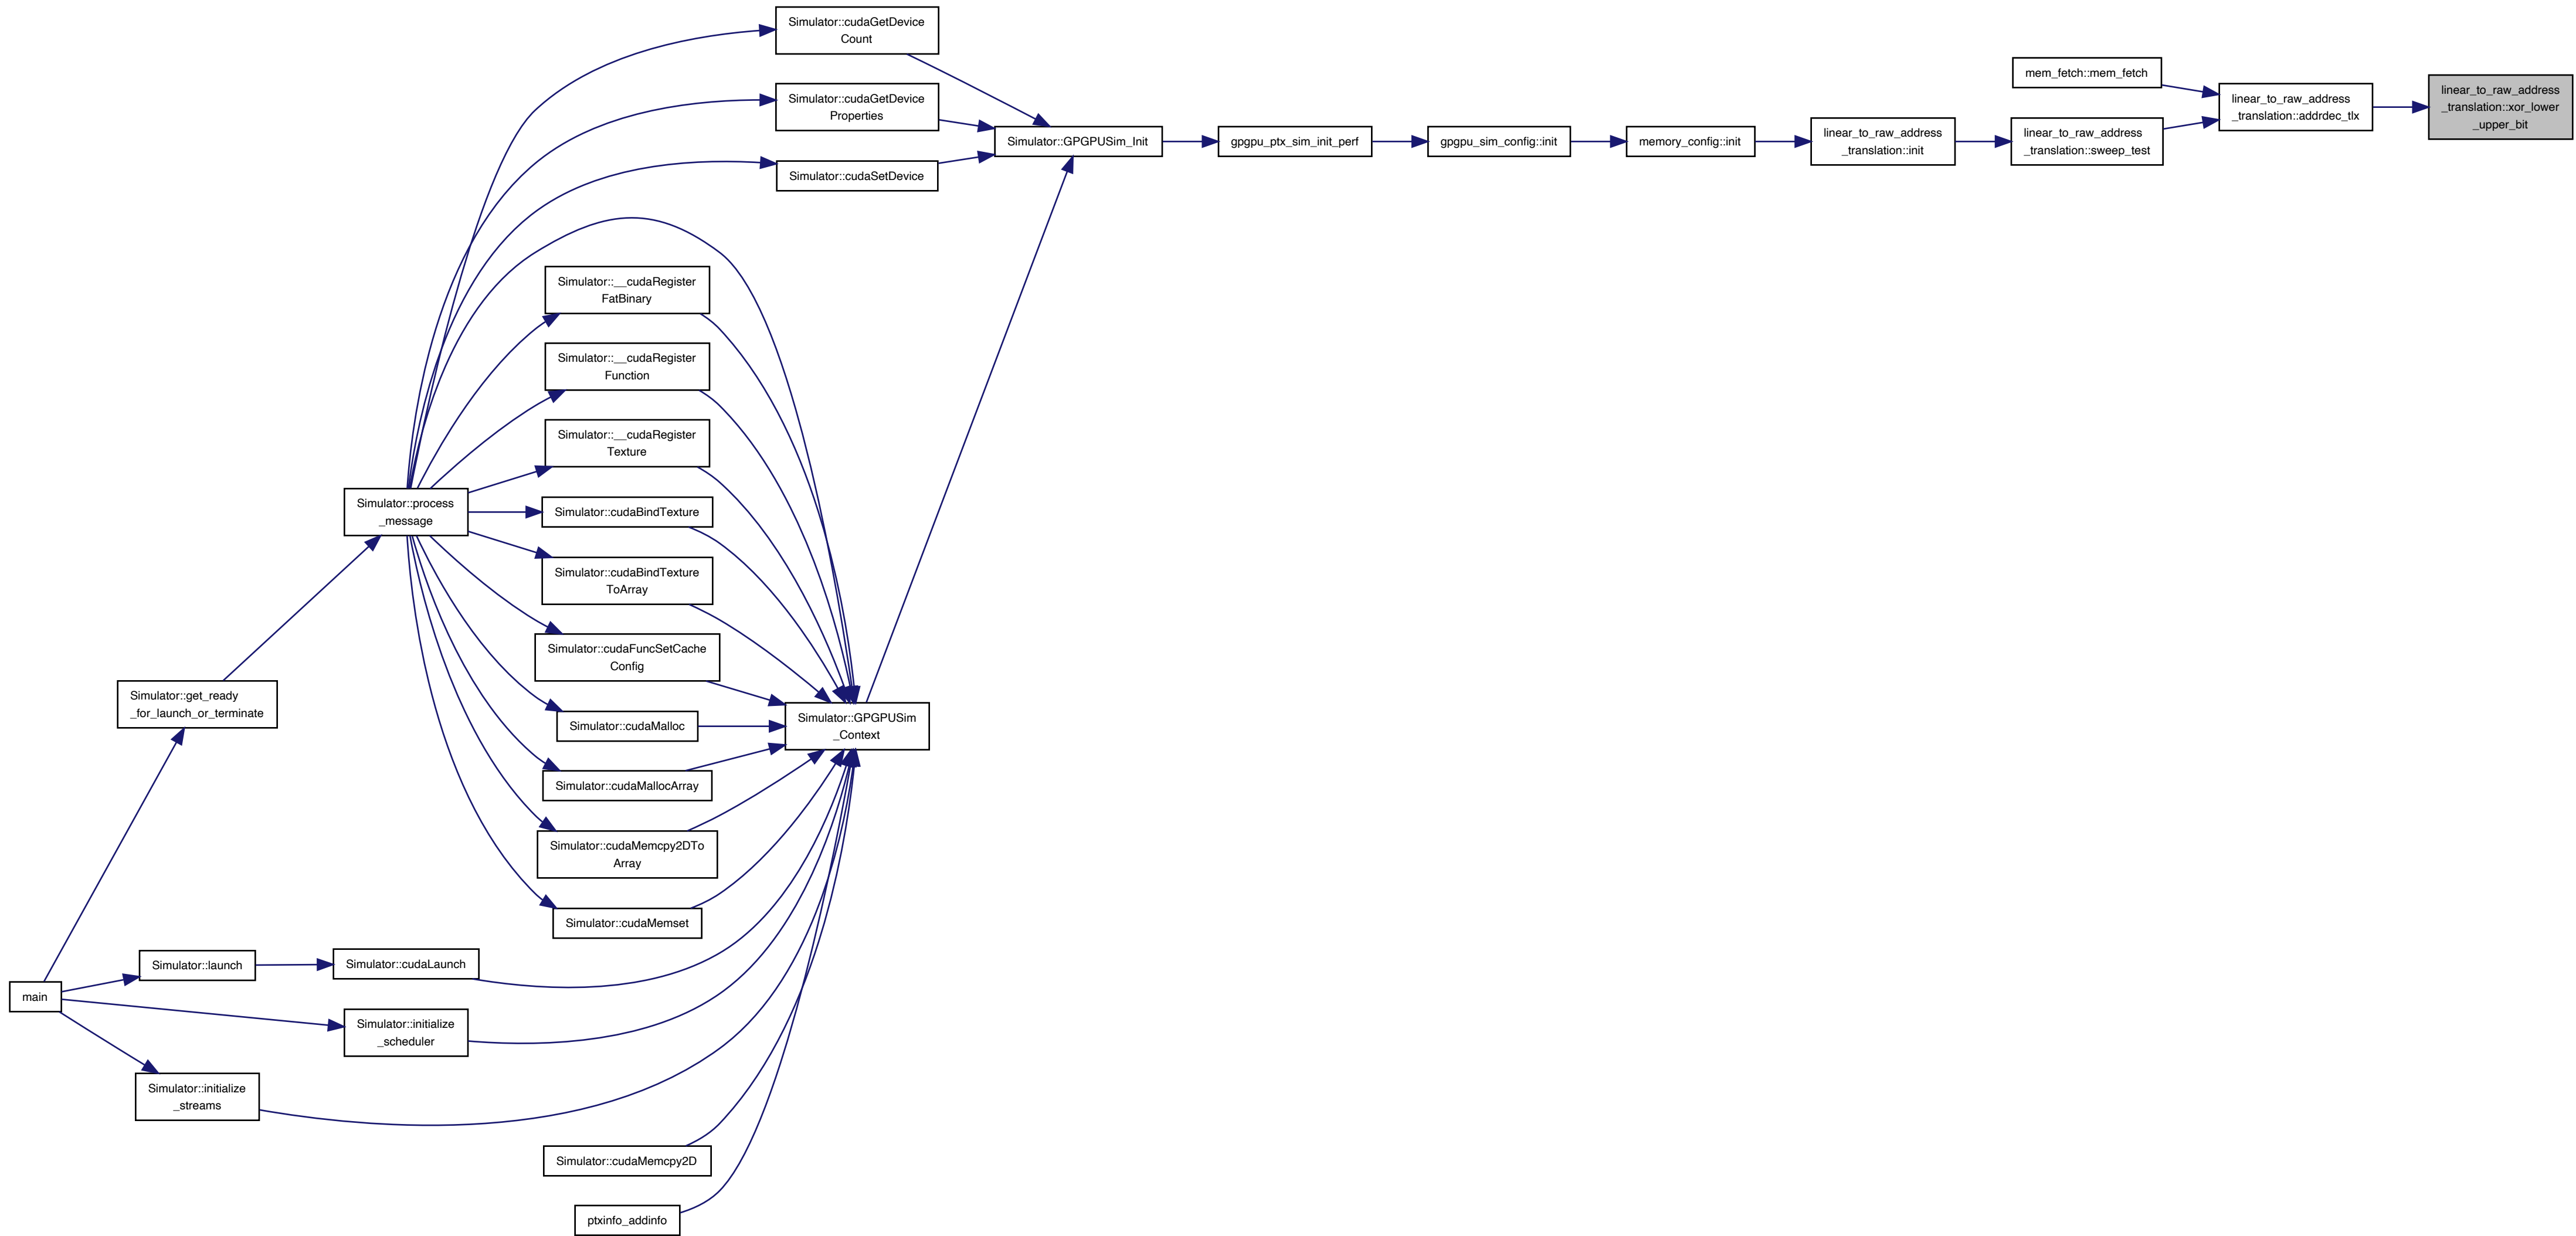 Simulator::cudaGetDevice
Count
Simulator::cudaGetDevice
Properties
Simulator::cudaSetDevice
Simulator::GPGPUSim_Init
gpgpu_ptx_sim_init_perf
gpgpu_sim_config::init
memory_config::init
linear_to_raw_address
_translation::init
linear_to_raw_address
_translation::sweep_test
mem_fetch::mem_fetch
linear_to_raw_address
_translation::addrdec_tlx
linear_to_raw_address
_translation::xor_lower
_upper_bit
Simulator::__cudaRegister
FatBinary
Simulator::__cudaRegister
Function
Simulator::__cudaRegister
Texture
Simulator::process
_message
Simulator::cudaBindTexture
Simulator::cudaBindTexture
ToArray
Simulator::cudaFuncSetCache
Config
Simulator::get_ready
_for_launch_or_terminate
Simulator::cudaMalloc
Simulator::GPGPUSim
_Context
Simulator::cudaMallocArray
Simulator::cudaMemcpy2DTo
Array
Simulator::cudaMemset
Simulator::launch
Simulator::cudaLaunch
main
Simulator::initialize
_scheduler
Simulator::initialize
_streams
Simulator::cudaMemcpy2D
ptxinfo_addinfo